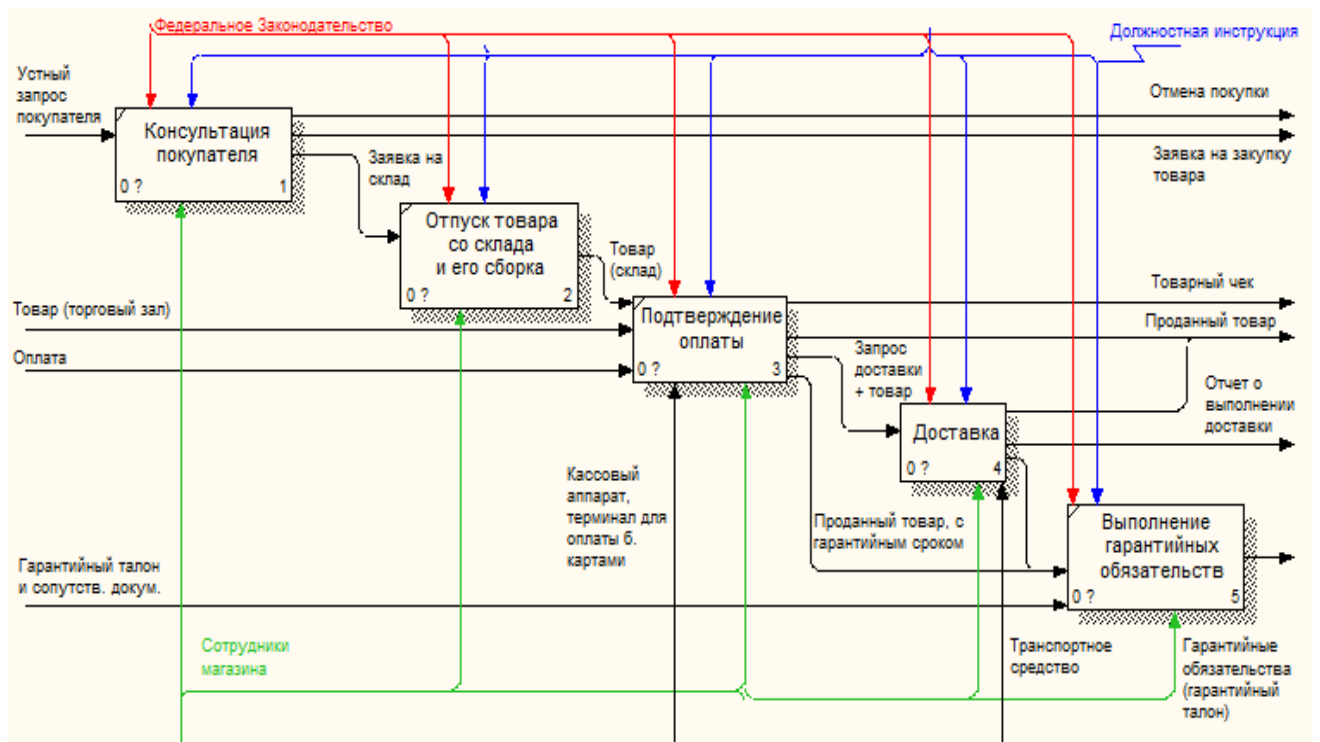 Федеральное Законодательство
Должностная инструкция
Устный
запрос
покупателя
Отмена покупки
Консультация
покупателя
0 ?
1
Заявка на
склад
Заявка на закупку
товара
Отпуск товара
со склада
и его сборка
0 ?
2
Товар
(склад)
Товар (торговый зал)
Товарный чек
Подтверждение
оплаты
0 ?
3
Проданный товар
Оплата
Запрос
доставки
+ товар
Отчет о
выполнении
доставки
Доставка
0 ?
4
Кассовый
аппарат,
терминал для
оплаты б.
картами
Проданный товар, с
гарантийным сроком
Выполнение
гарантийных
обязательств
0 ?
5
Гарантийный талон
и сопутств. докум.
Сотрудники
магазина
Транспортное
средство
Гарантийные
обязательства
(гарантийный
талон)